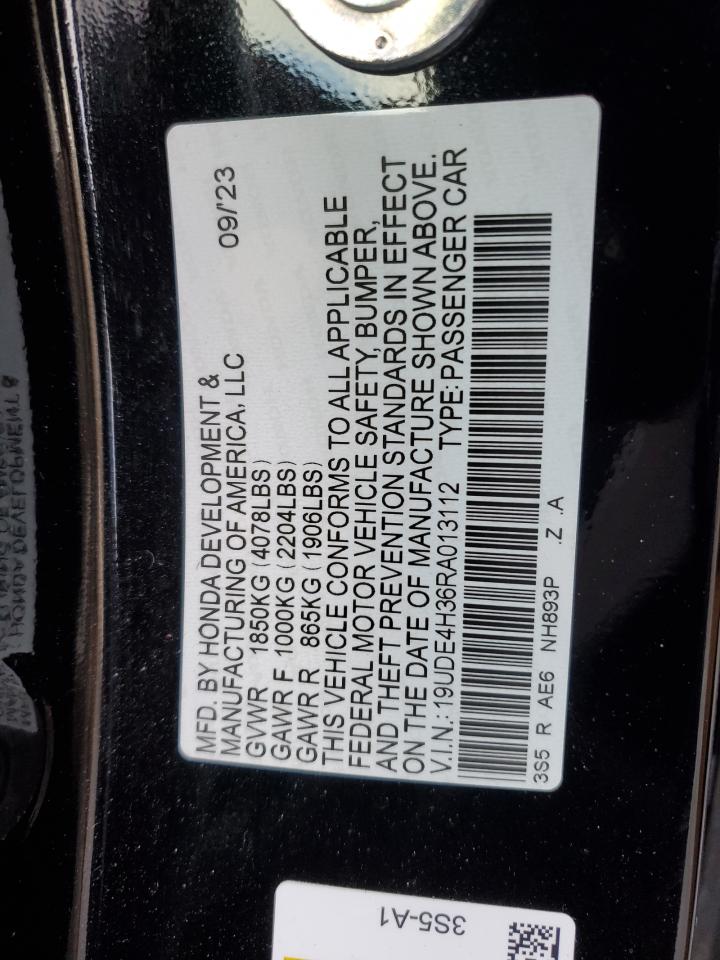 MFD. BY HONDA DEVELOPMENT &
MANUFACTURING OF AMERICA, LLC 09/'23
GVWR 1850KG (4078LBS)
GAWR F 1000KG (2204LBS)
GAWR R 865KG (1906LBS)
THIS VEHICLE CONFORMS TO ALL APPLICABLE
FEDERAL MOTOR VEHICLE SAFETY, BUMPER,
AND THEFT PREVENTION STANDARDS IN EFFECT
ON THE DATE OF MANUFACTURE SHOWN ABOVE.
V.I.N.: 19UDE4H36RA013112 TYPE: PASSENGER CAR
3S5 R AE6 NH893P .Z .A
3S5-A1